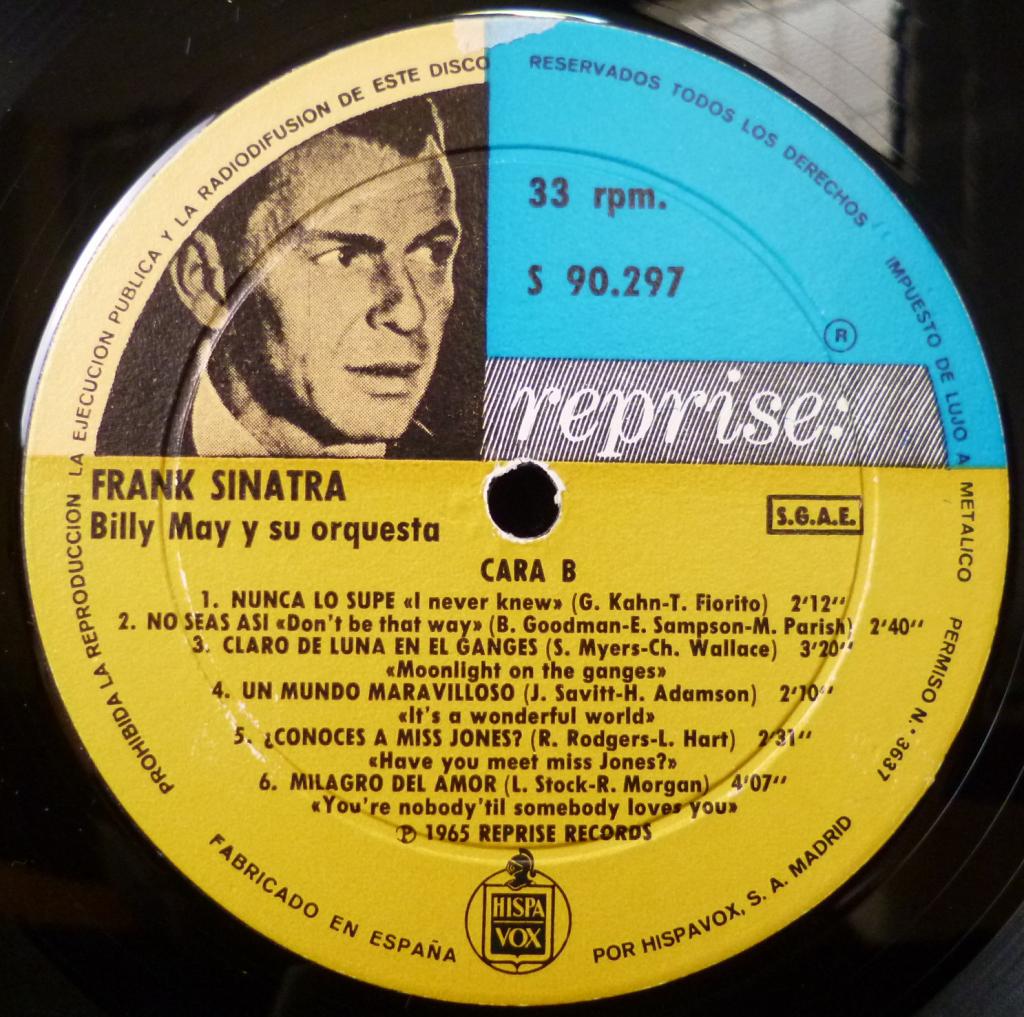 PROHIBIDA LA REPRODUCCION LA EJECUCION PUBLICA Y LA RADIODIFUSION DE ESTE DISCO
RESERVADOS TODOS LOS DERECHOS
IMPUESTO DE LUJO A METALICO
PERMISO N.° 3637
33 rpm.
S 90.297
®
reprise:
FRANK SINATRA
Billy May y su orquesta
S.G.A.E.
CARA B
1. NUNCA LO SUPE «I never knew» (G. Kahn-T. Fiorito) 2'12''
2. NO SEAS ASI «Don't be that way» (B. Goodman-E. Sampson-M. Parish) 2'40''
3. CLARO DE LUNA EN EL GANGES (S. Myers-Ch. Wallace) 3'20''
«Moonlight on the ganges»
4. UN MUNDO MARAVILLOSO (J. Savitt-H. Adamson) 2'10''
«It's a wonderful world»
5. ¿CONOCES A MISS JONES? (R. Rodgers-L. Hart) 2'31''
«Have you meet miss Jones?»
6. MILAGRO DEL AMOR (L. Stock-R. Morgan) 4'07''
«You're nobody'til somebody loves you»
℗ 1965 REPRISE RECORDS
HISPA
VOX
FABRICADO EN ESPAÑA
POR HISPAVOX, S. A. MADRID